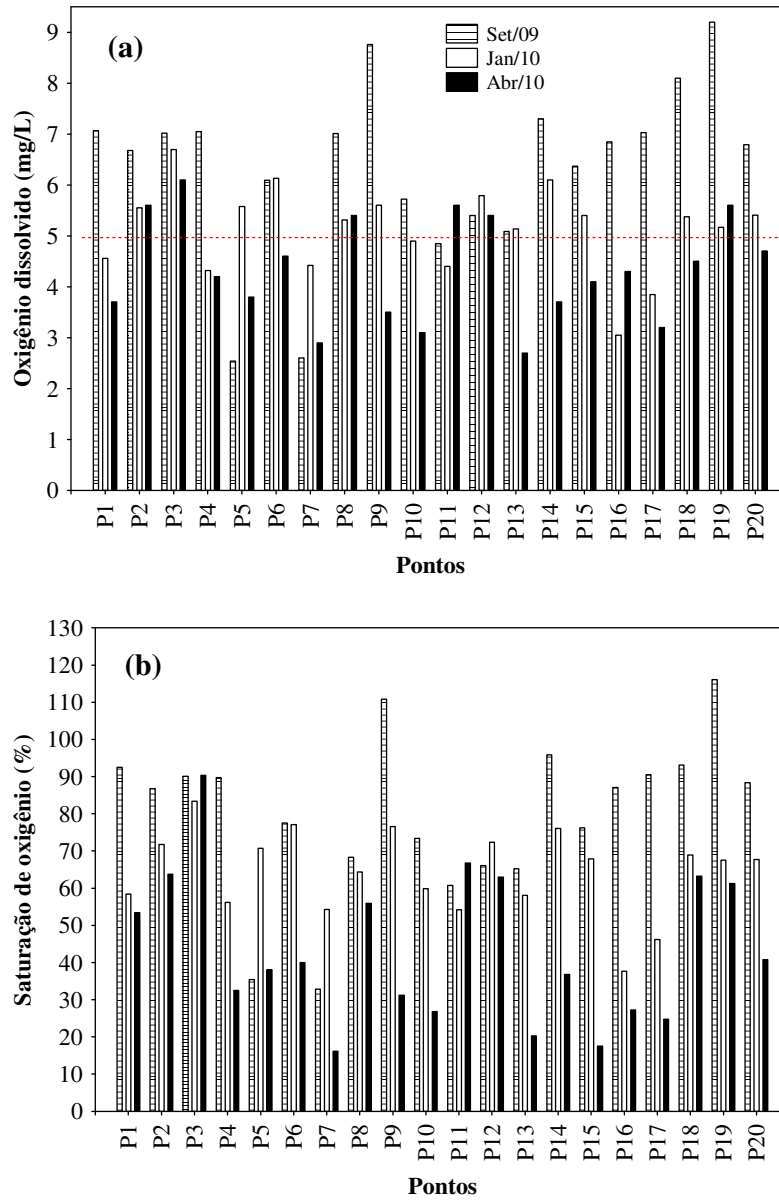 (a)
Set/09
Jan/10
Abr/10
Oxigênio dissolvido (mg/L)
9
8
7
6
5
4
3
2
1
0
P1 P2 P3 P4 P5 P6 P7 P8 P9 P10 P11 P12 P13 P14 P15 P16 P17 P18 P19 P20
Pontos
(b)
Saturação de oxigênio (%)
130
120
110
100
90
80
70
60
50
40
30
20
10
0
P1 P2 P3 P4 P5 P6 P7 P8 P9 P10 P11 P12 P13 P14 P15 P16 P17 P18 P19 P20
Pontos